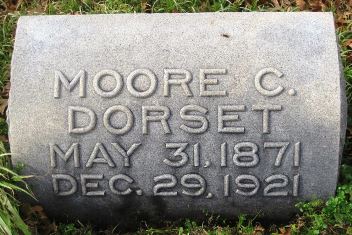 MOORE C.
DORSET
MAY 31, 1871
DEC. 29, 1921